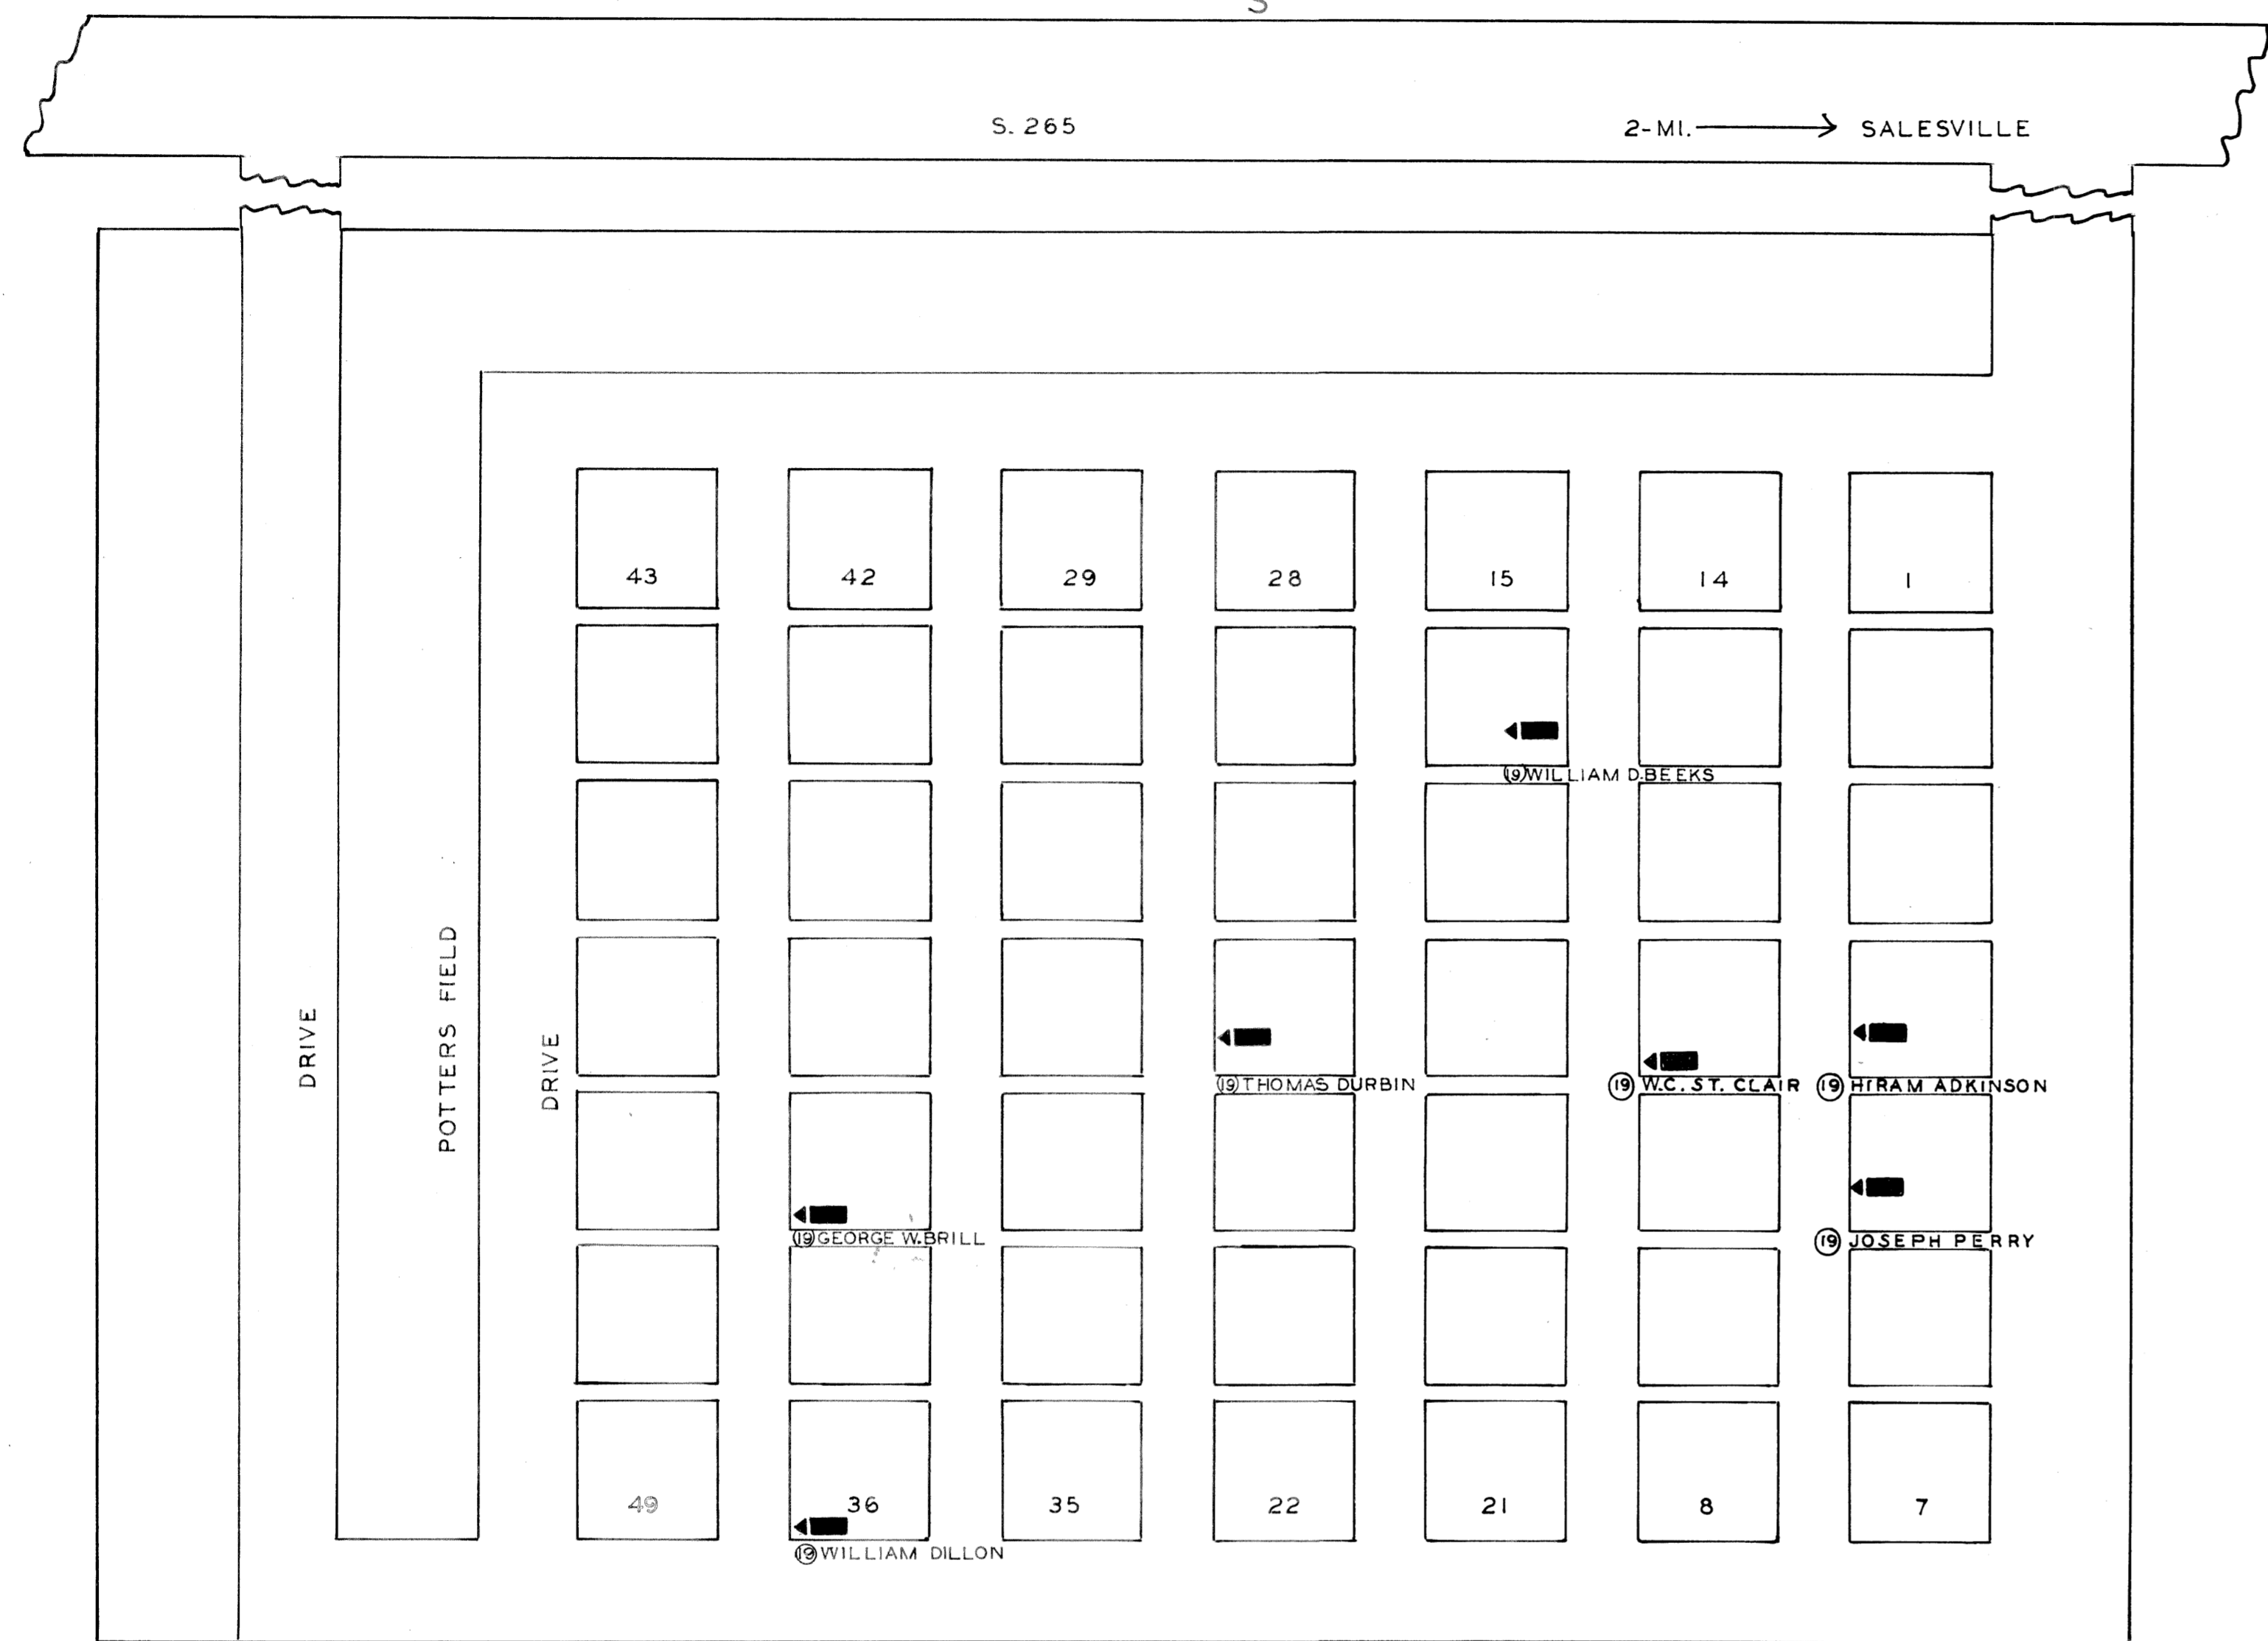 S
S. 265
2-MI. SALESVILLE
43 42 29 28 15 14 1
⑲ WILLIAM D. BEEKS
DRIVE
POTTERS FIELD
DRIVE
⑲ THOMAS DURBIN
⑲ W.C. ST. CLAIR
⑲ HIRAM ADKINSON
⑲ GEORGE W. BRILL
⑲ JOSEPH PERRY
49 36 35 22 21 8 7
⑲ WILLIAM DILLON